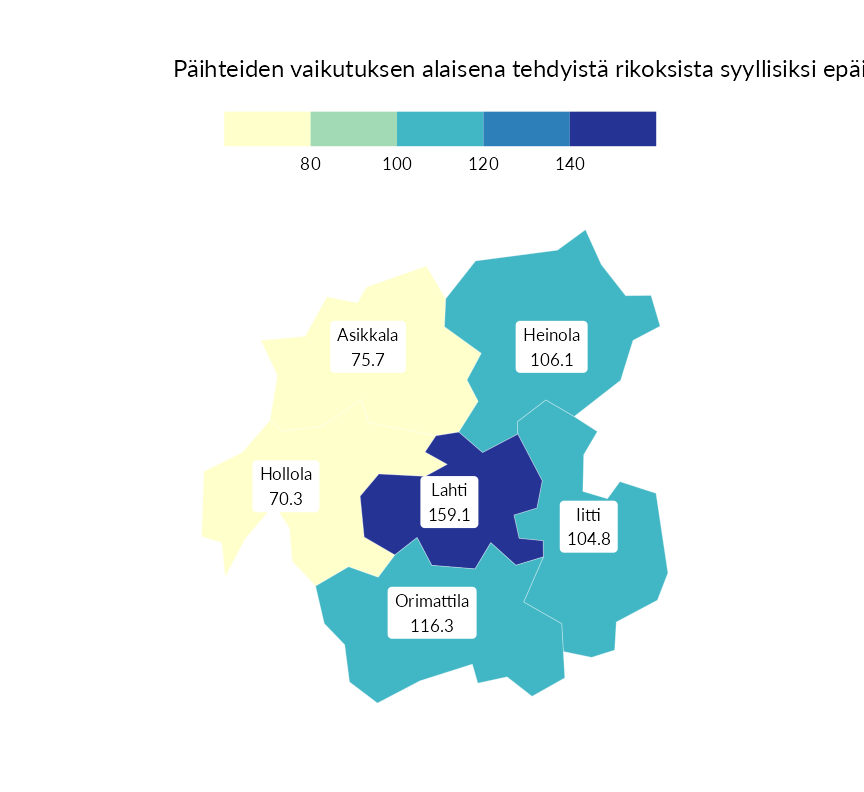 Päihteiden vaikutuksen alaisena tehdyistä rikoksista syyllisiksi
80 100 120 140
Asikkala
75.7
Heinola
106.1
Hollola
70.3
Lahti
159.1
Iitti
104.8
Orimattila
116.3